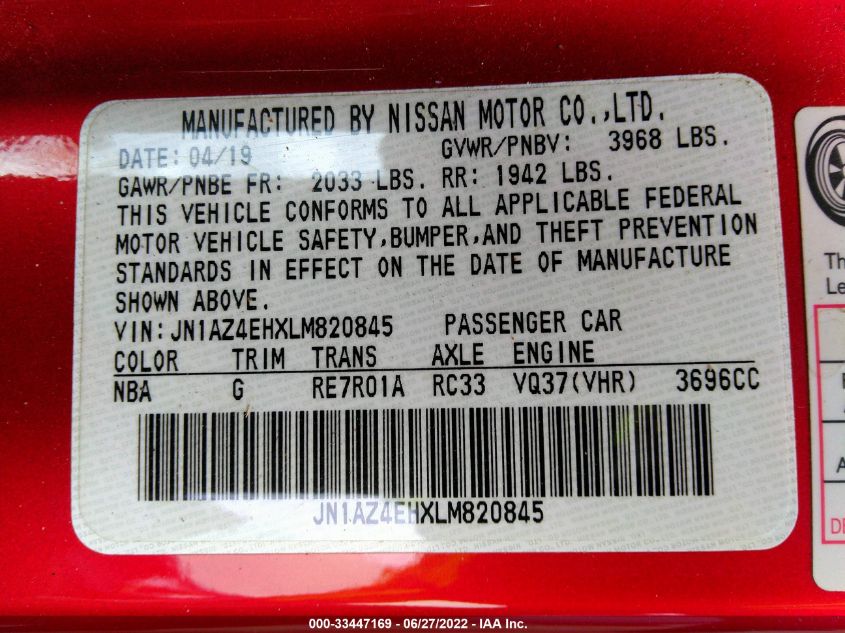 MANUFACTURED BY NISSAN MOTOR CO.,LTD.
DATE: 04/19 GVWR/PNBV: 3968 LBS.
GAWR/PNBE FR: 2033 LBS. RR: 1942 LBS.
THIS VEHICLE CONFORMS TO ALL APPLICABLE FEDERAL
MOTOR VEHICLE SAFETY,BUMPER,AND THEFT PREVENTION
STANDARDS IN EFFECT ON THE DATE OF MANUFACTURE
SHOWN ABOVE.
VIN:JN1AZ4EHXLM820845 PASSENGER CAR
COLOR TRIM TRANS AXLE ENGINE
NBA G RE7R01A RC33 VQ37(VHR) 3696CC
JN1AZ4EHXLM820845
Th
Le
A
DE
000-33447169 - 06/27/2022 - IAA Inc.